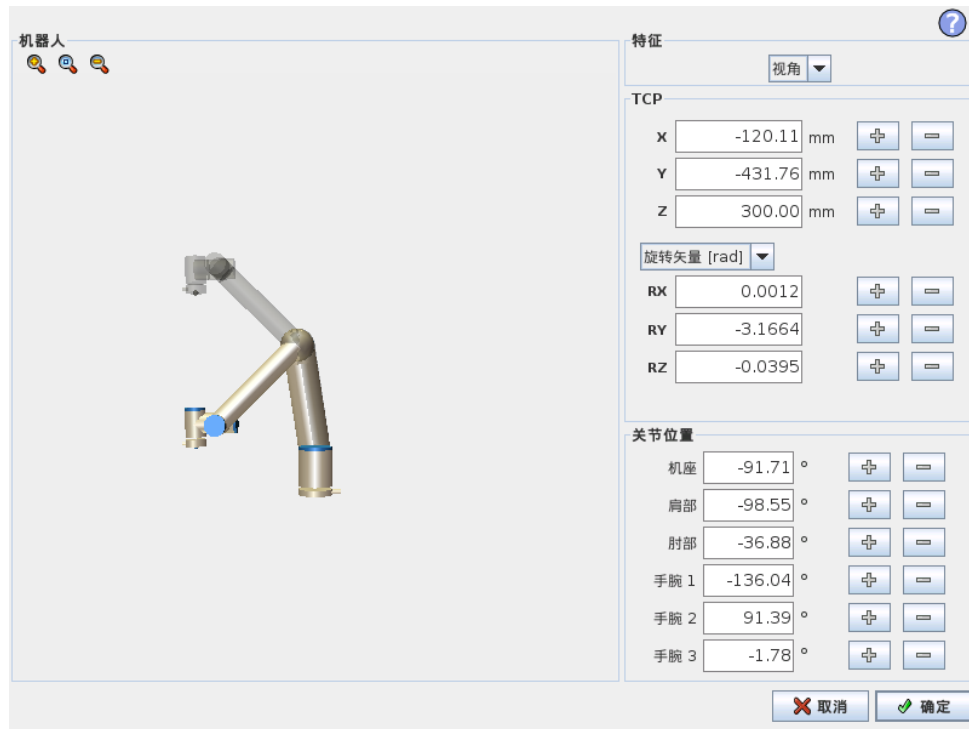 ?
机器人
特征
视角
TCP
X -120.11 mm
Y -431.76 mm
Z 300.00 mm
旋转矢量 [rad]
RX 0.0012
RY -3.1664
RZ -0.0395
关节位置
机座 -91.71 °
肩部 -98.55 °
肘部 -36.88 °
手腕 1 -136.04 °
手腕 2 91.39 °
手腕 3 -1.78 °
取消 确定